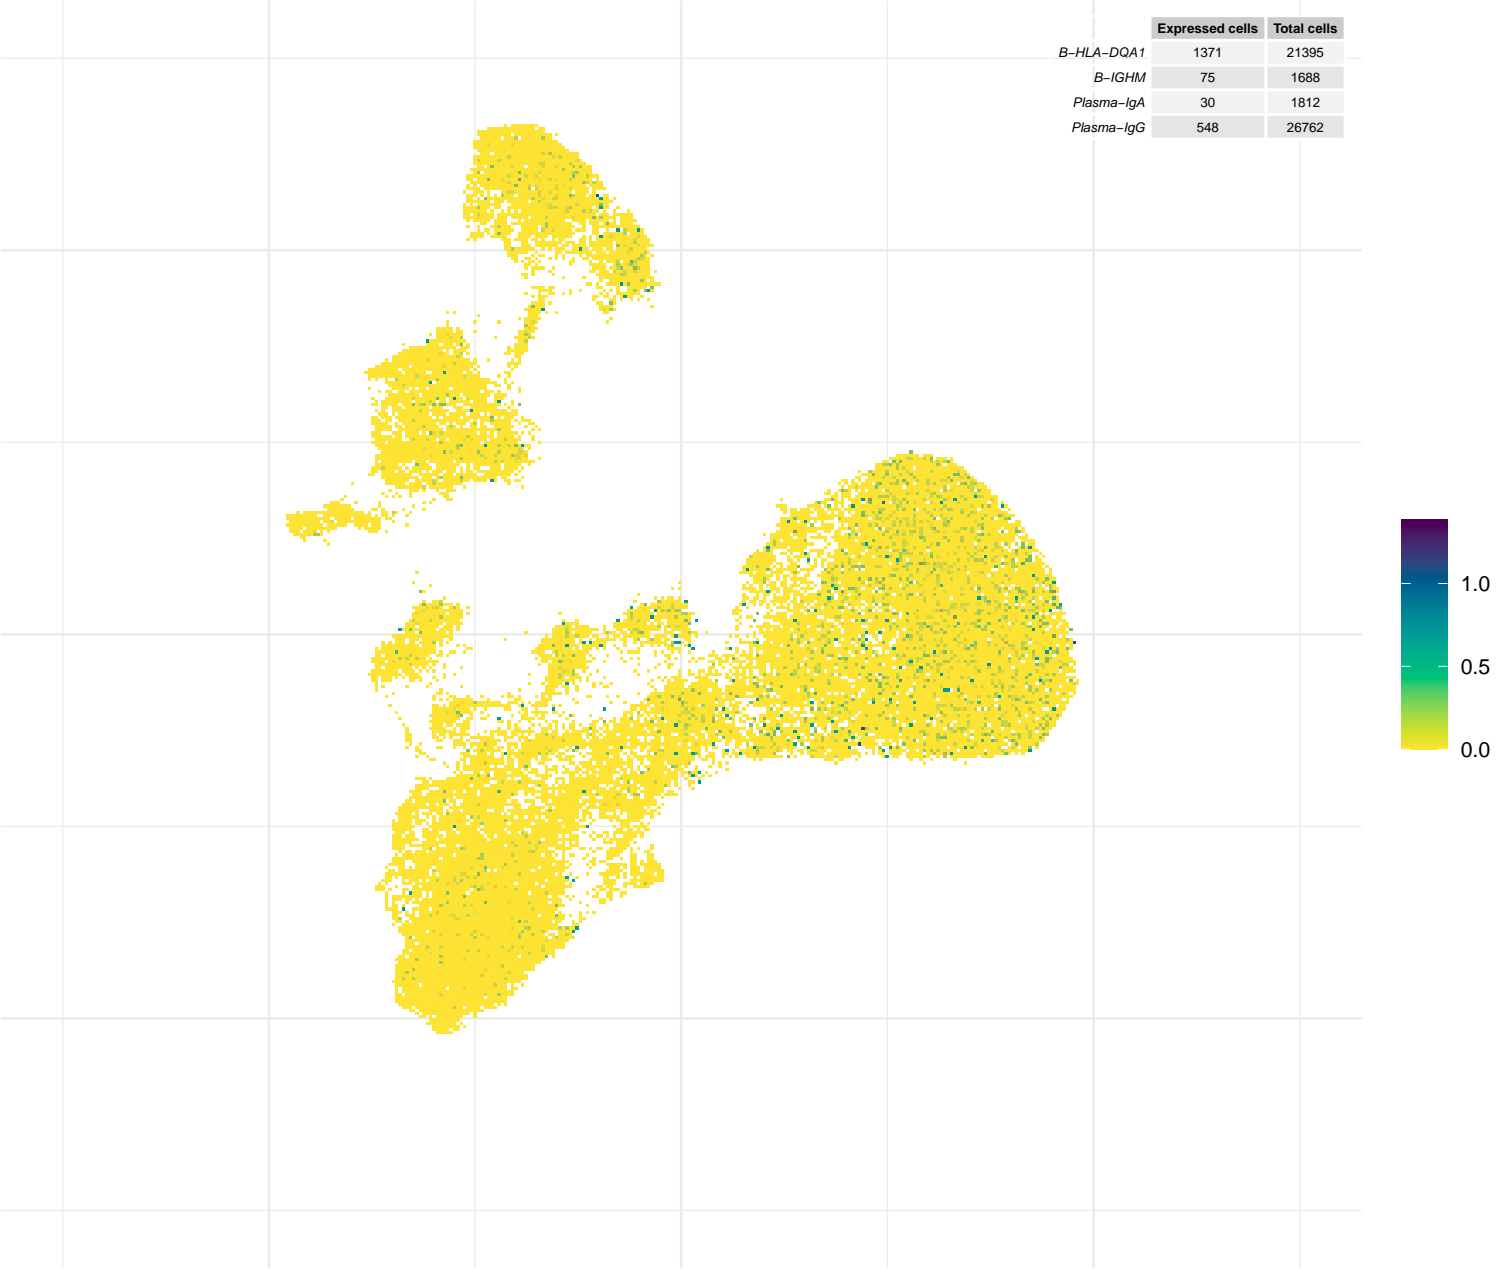 Expressed cells Total cells
B−HLA−DQA1 1371 21395
B−IGHM 75 1688
Plasma−IgA 30 1812
Plasma−IgG 548 26762
1.0
0.5
0.0